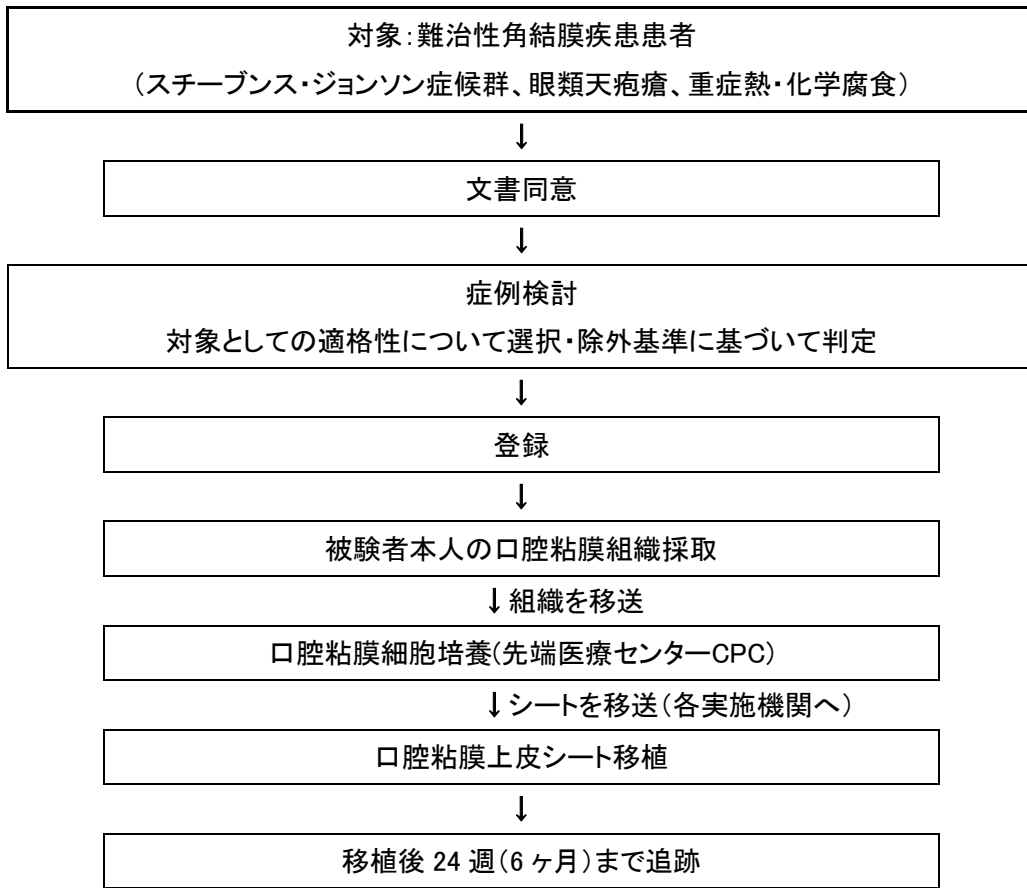 対象：難治性角結膜疾患患者
（スチーブンス・ジョンソン症候群、眼類天疱瘡、重症熱・化学腐食）
↓
文書同意
↓
症例検討
対象としての適格性について選択・除外基準に基づいて判定
↓
登録
↓
被験者本人の口腔粘膜組織採取
↓組織を移送
口腔粘膜細胞培養(先端医療センターCPC)
↓シートを移送（各実施機関へ）
口腔粘膜上皮シート移植
↓
移植後 24 週（6 ヶ月）まで追跡